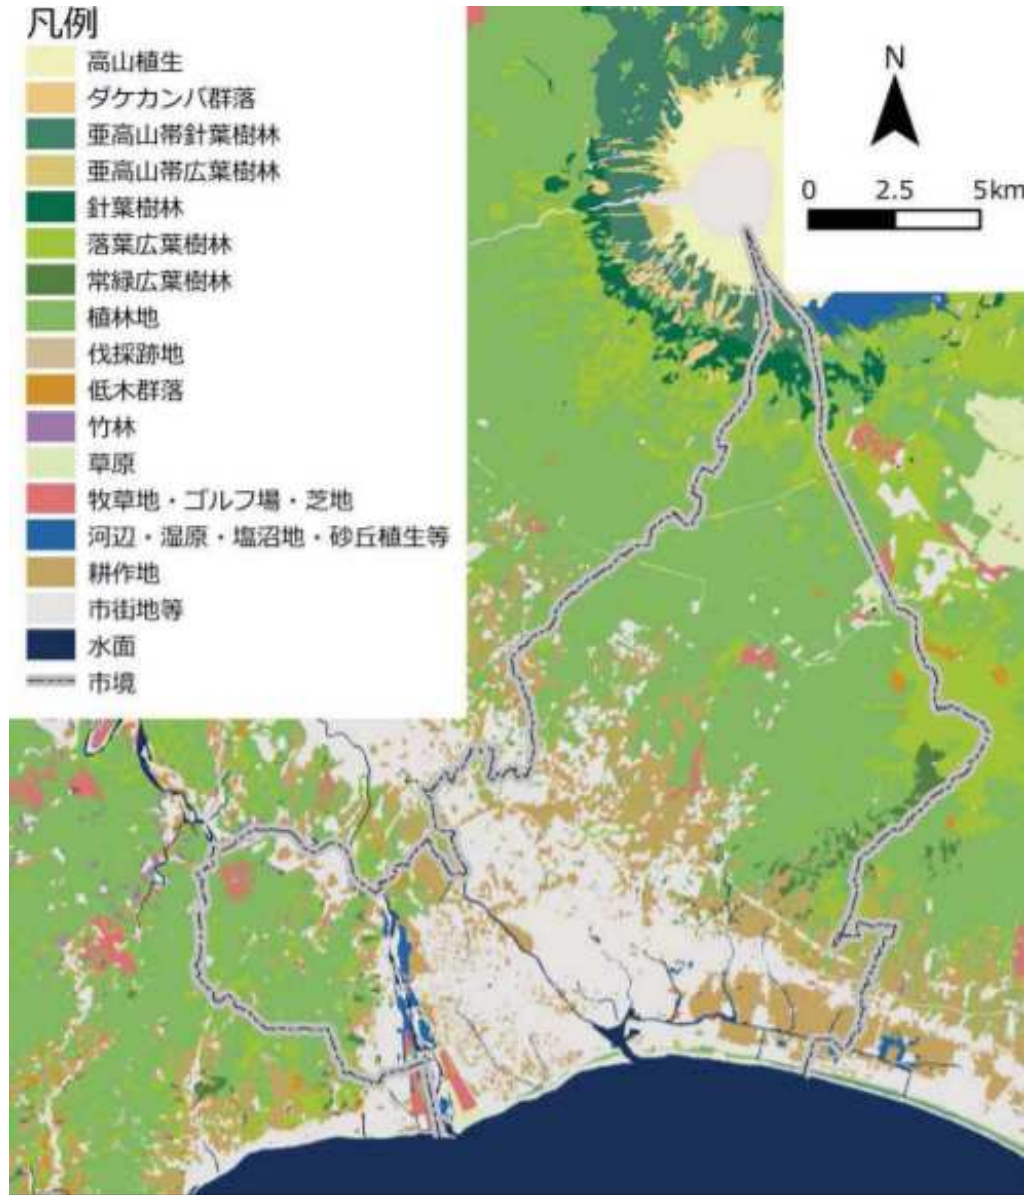 凡例
高山植生
ダケカンバ群落
亜高山帯針葉樹林
亜高山帯広葉樹林
針葉樹林
落葉広葉樹林
常緑広葉樹林
植林地
伐採跡地
低木群落
竹林
草原
牧草地・ゴルフ場・芝地
河辺・湿原・塩沼地・砂丘植生等
耕作地
市街地等
水面
市境
N
0 2.5 5km